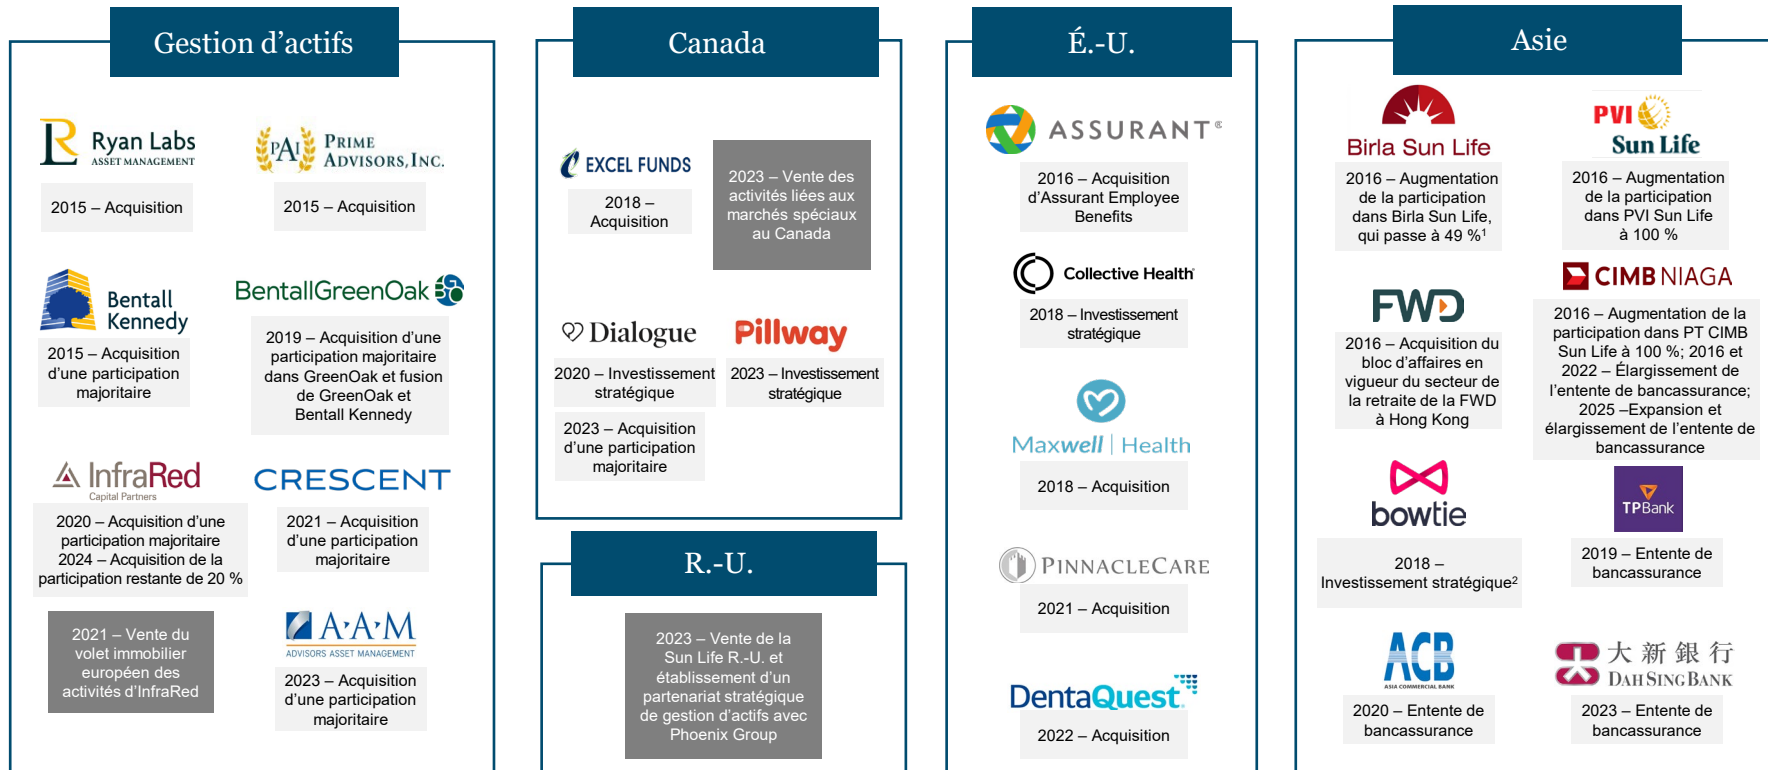 Gestion d’actifs
Ryan Labs
ASSET MANAGEMENT
2015 – Acquisition
PAI
PRIME
ADVISORS, INC.
2015 – Acquisition
Bentall
Kennedy
2015 – Acquisition
d’une participation
majoritaire
BentallGreenOak
2019 – Acquisition d’une
participation majoritaire
dans GreenOak et fusion
de GreenOak et
Bentall Kennedy
InfraRed
Capital Partners
2020 – Acquisition d’une
participation majoritaire
2024 – Acquisition de la
participation restante de 20 %
CRESCENT
2021 – Acquisition
d’une participation
majoritaire
2021 – Vente du
volet immobilier
européen des
activités d’InfraRed
A·A·M
ADVISORS ASSET MANAGEMENT
2023 – Acquisition
d’une participation
majoritaire
Canada
EXCEL FUNDS
2018 –
Acquisition
2023 – Vente des
activités liées aux
marchés spéciaux
au Canada
Dialogue
2020 – Investissement
stratégique
2023 – Acquisition
d’une participation
majoritaire
Pillway
2023 – Investissement
stratégique
R.-U.
2023 – Vente de la
Sun Life R.-U. et
établissement d’un
partenariat stratégique
de gestion d’actifs avec
Phoenix Group
É.-U.
ASSURANT®
2016 – Acquisition
d’Assurant Employee
Benefits
Collective Health
2018 – Investissement
stratégique
Maxwell | Health
2018 – Acquisition
PINNACLECARE
2021 – Acquisition
DentaQuest
2022 – Acquisition
Asie
Birla Sun Life
2016 – Augmentation
de la participation
dans Birla Sun Life,
qui passe à 49 %¹
PVI
Sun Life
2016 – Augmentation
de la participation
dans PVI Sun Life
à 100 %
FWD
2016 – Acquisition du
bloc d’affaires en
vigueur du secteur de
la retraite de la FWD
à Hong Kong
CIMB NIAGA
2016 – Augmentation de la
participation dans PT CIMB
Sun Life à 100 %; 2016 et
2022 – Élargissement de
l’entente de bancassurance;
2025 –Expansion et
élargissement de l’entente de
bancassurance
bowtie
2018 –
Investissement stratégique²
TPBank
2019 – Entente de
bancassurance
ACB
ASIA COMMERCIAL BANK
2020 – Entente de
bancassurance
大新銀行
DAH SING BANK
2023 – Entente de
bancassurance